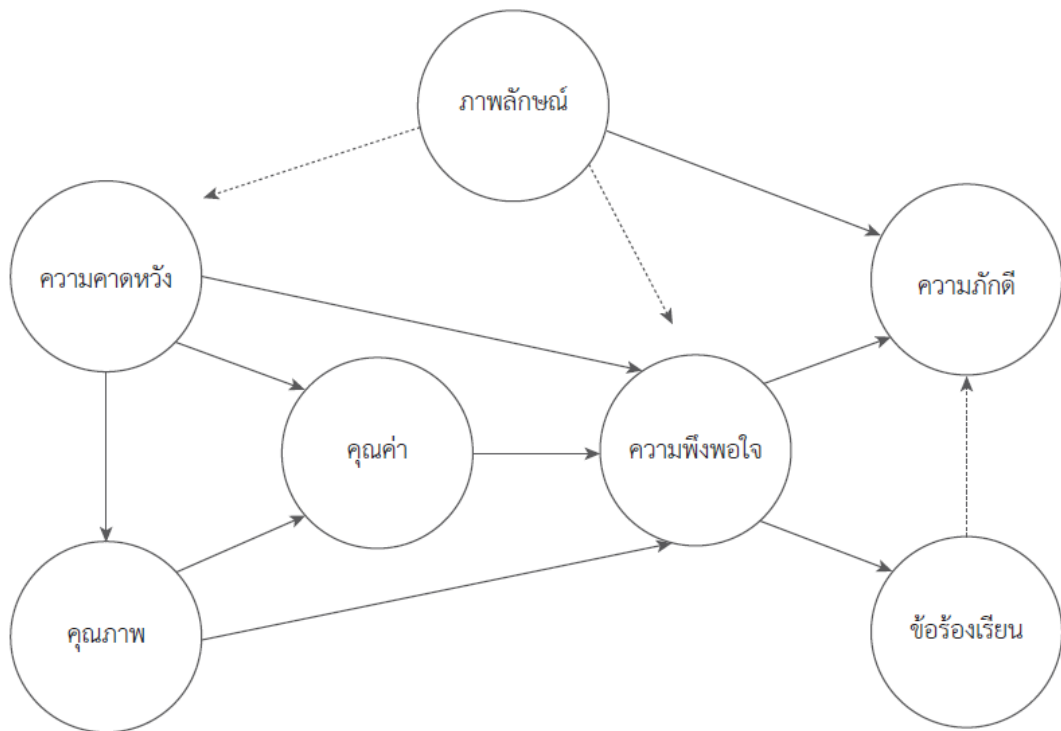 ภาพลักษณ์
ความคาดหวัง
ความภักดี
คุณค่า
ความพึงพอใจ
คุณภาพ
ข้อร้องเรียน